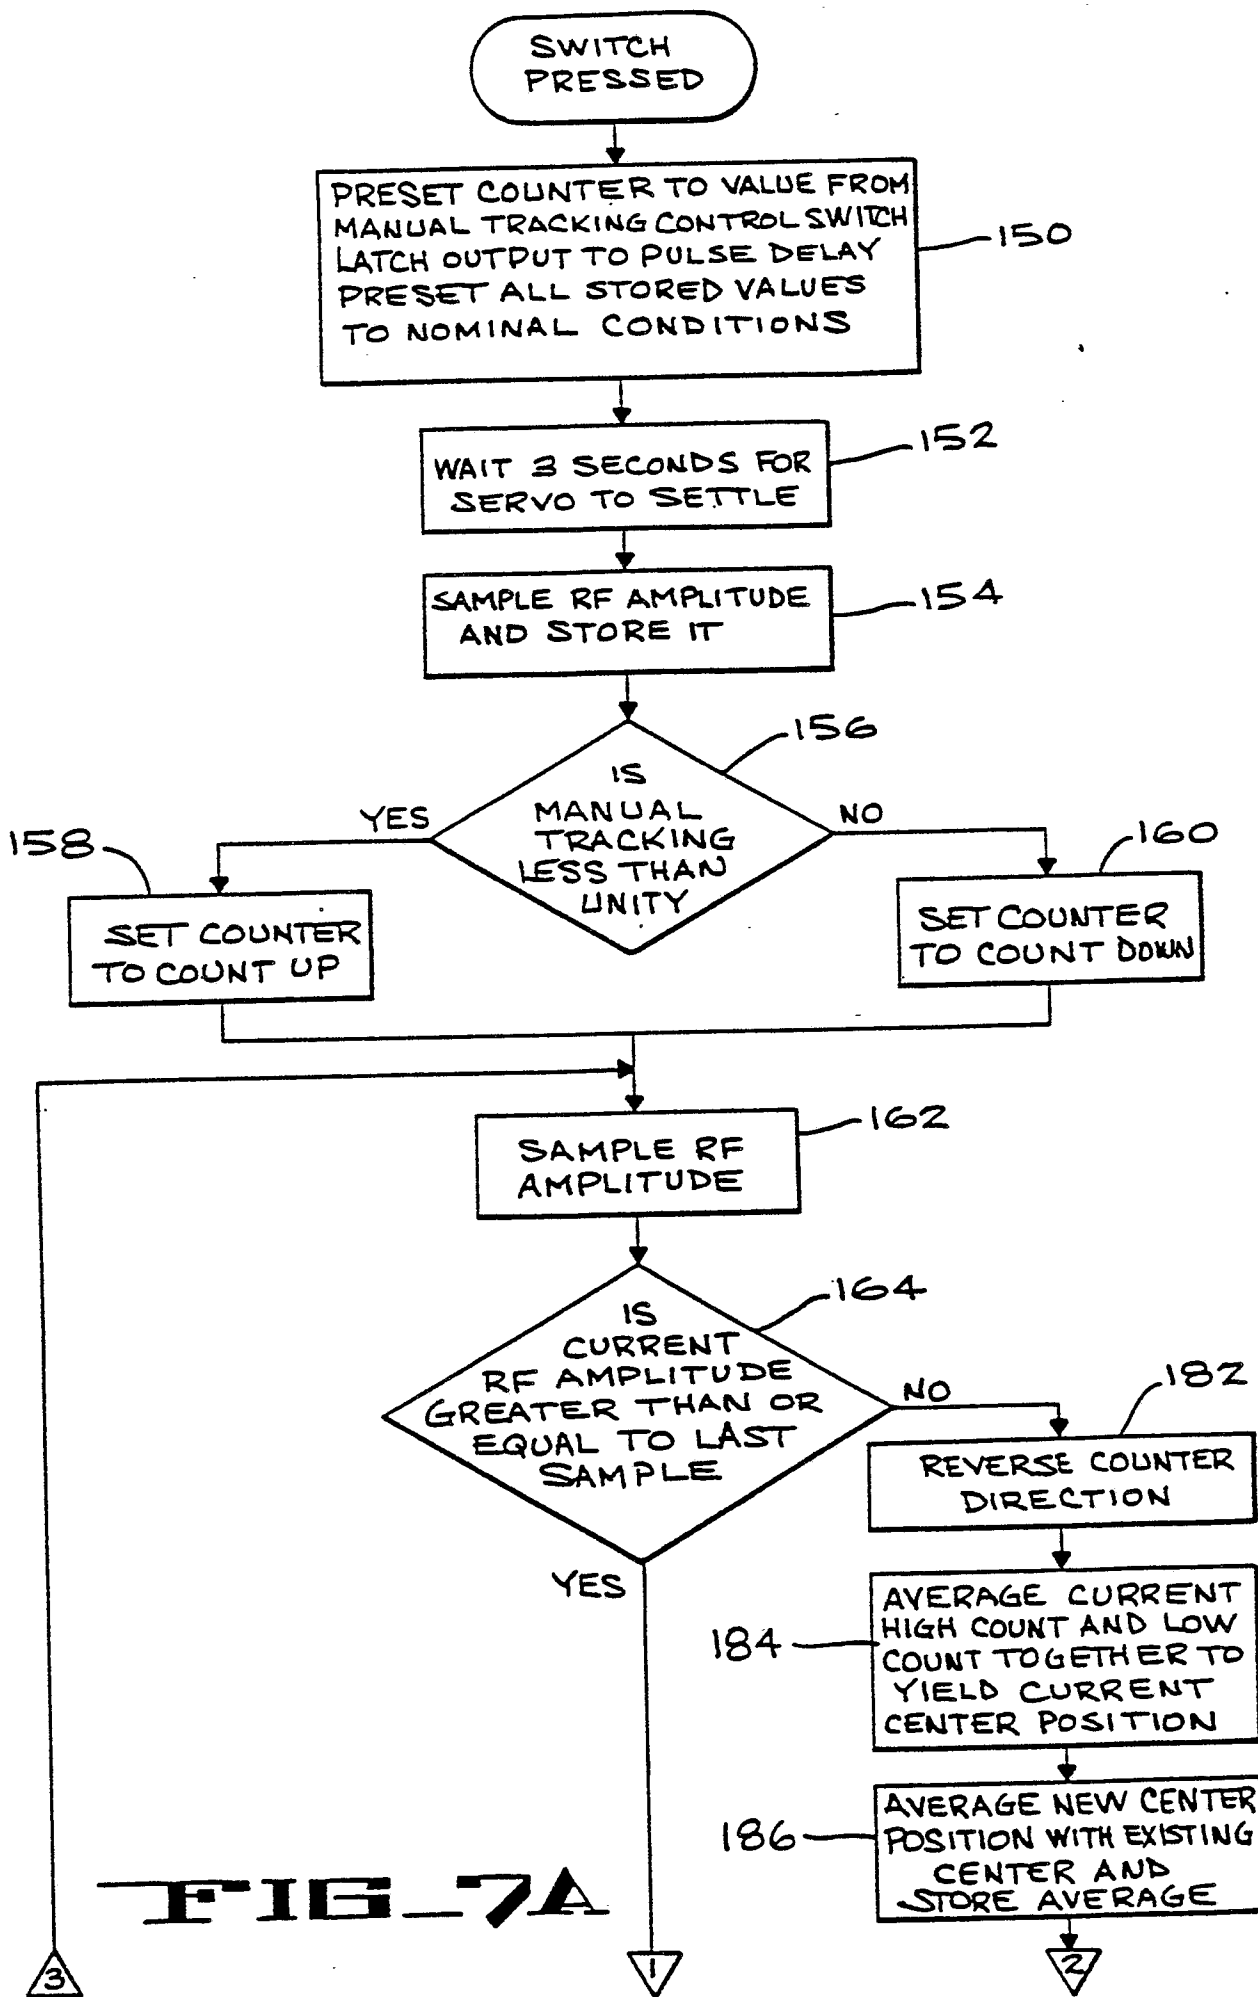 SWITCH
PRESSED
PRESET COUNTER TO VALUE FROM
MANUAL TRACKING CONTROL SWITCH
LATCH OUTPUT TO PULSE DELAY
PRESET ALL STORED VALUES
TO NOMINAL CONDITIONS
150
WAIT 3 SECONDS FOR
SERVO TO SETTLE
152
SAMPLE RF AMPLITUDE
AND STORE IT
154
156
IS
MANUAL
TRACKING
LESS THAN
UNITY
YES
NO
158
SET COUNTER
TO COUNT UP
160
SET COUNTER
TO COUNT DOWN
162
SAMPLE RF
AMPLITUDE
164
IS
CURRENT
RF AMPLITUDE
GREATER THAN OR
EQUAL TO LAST
SAMPLE
NO
YES
182
REVERSE COUNTER
DIRECTION
184
AVERAGE CURRENT
HIGH COUNT AND LOW
COUNT TOGETHER TO
YIELD CURRENT
CENTER POSITION
186
AVERAGE NEW CENTER
POSITION WITH EXISTING
CENTER AND
STORE AVERAGE
FIG_7A
3
1
2